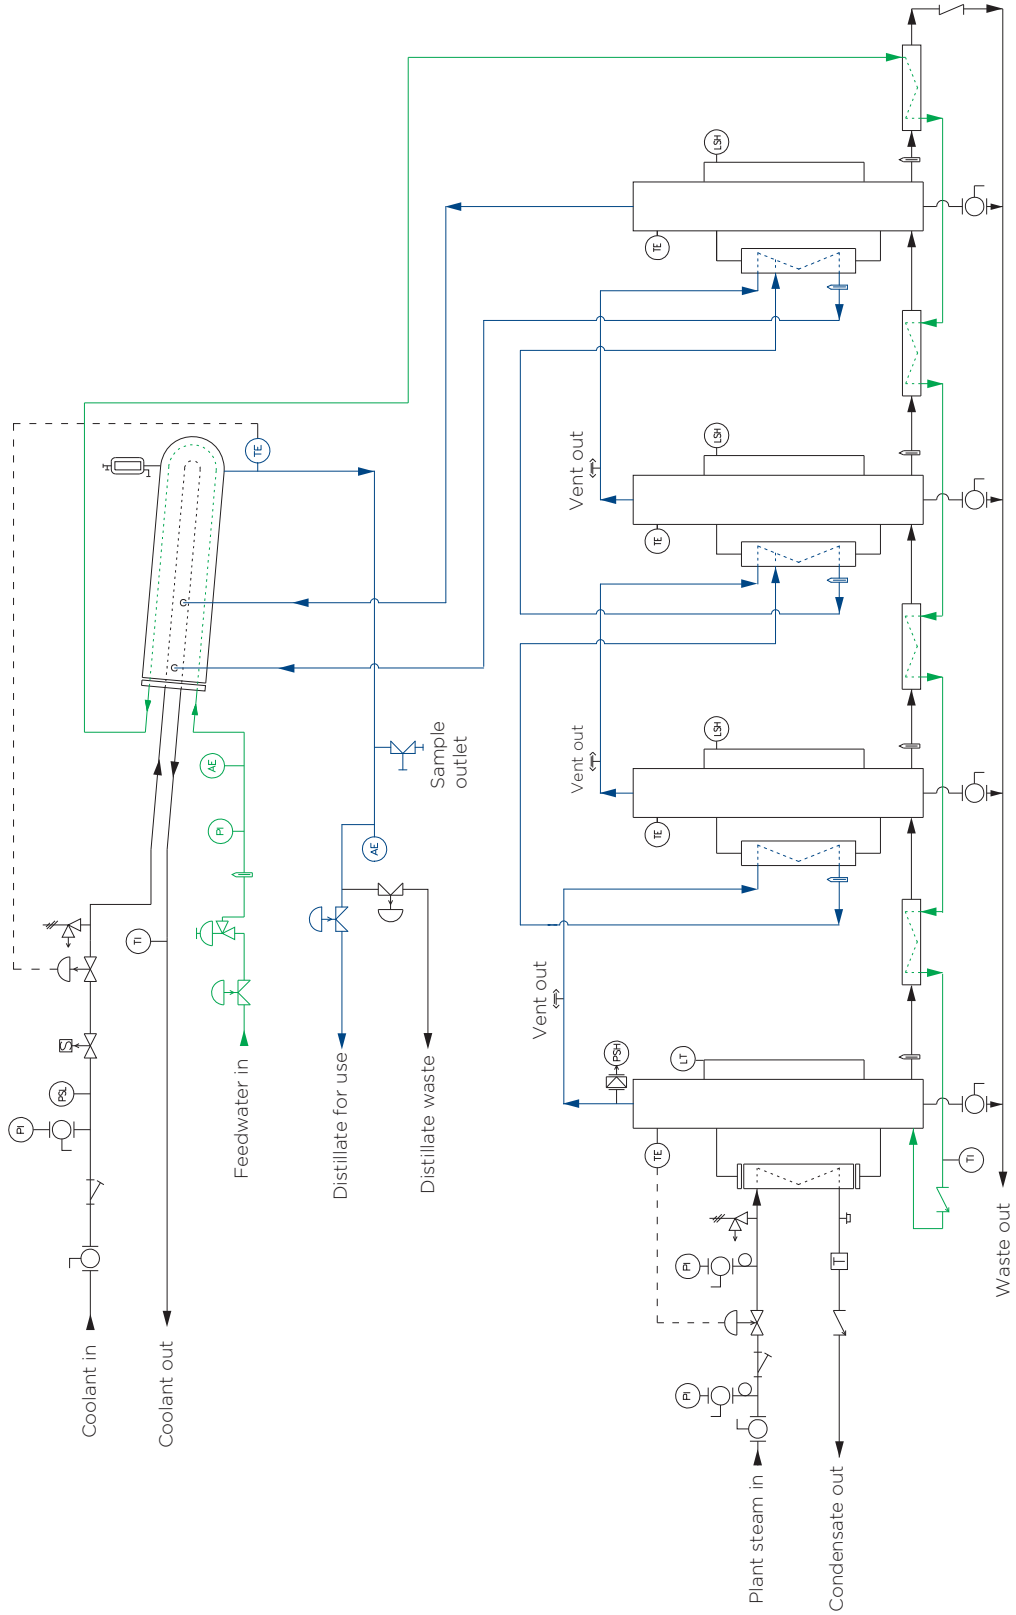 LSH
TE
LSH
TE
Vent out
TE
Sample
outlet
AE
AE
PI
TI
S
PSL
PI
LSH
TE
Vent out
Vent out
PSH
LT
TE
TI
Feedwater in
Distillate for use
Distillate waste
Coolant in
Coolant out
PI
T
PI
Plant steam in
Condensate out
Waste out